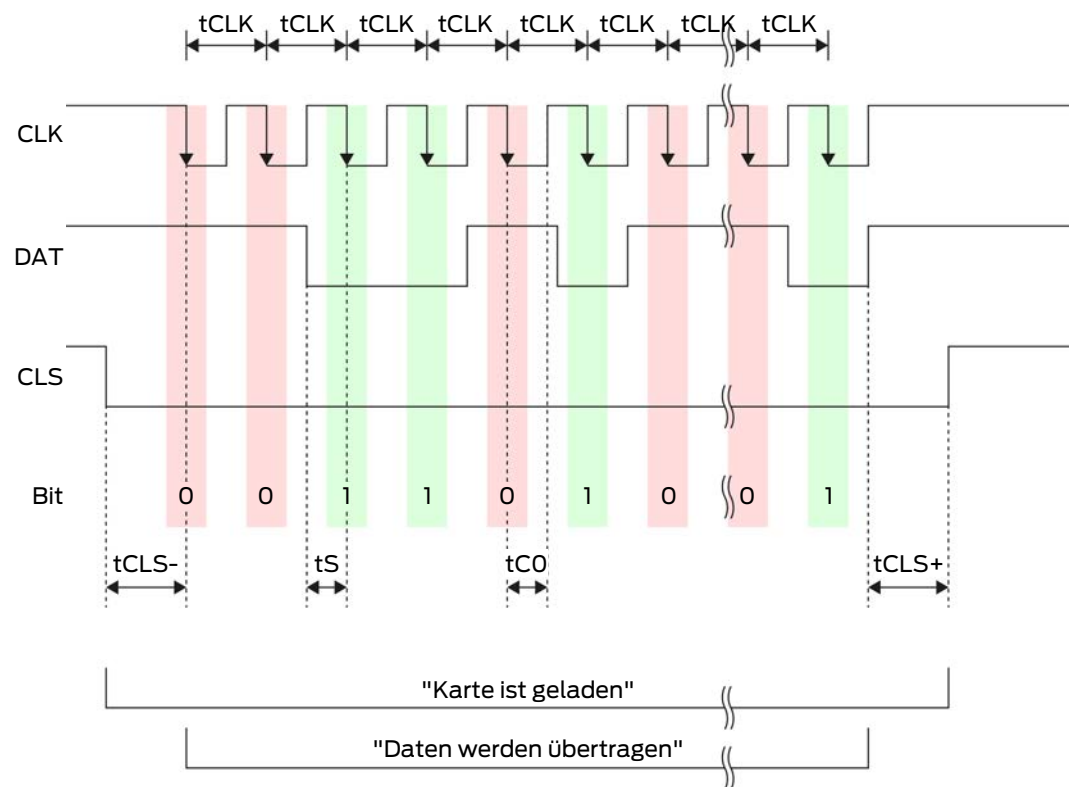 tCLK tCLK tCLK tCLK tCLK tCLK tCLK tCLK
CLK
DAT
CLS
Bit 0 0 1 1 0 1 0 0 1
tCLS- tS tC0 tCLS+
"Karte ist geladen"
"Daten werden übertragen"